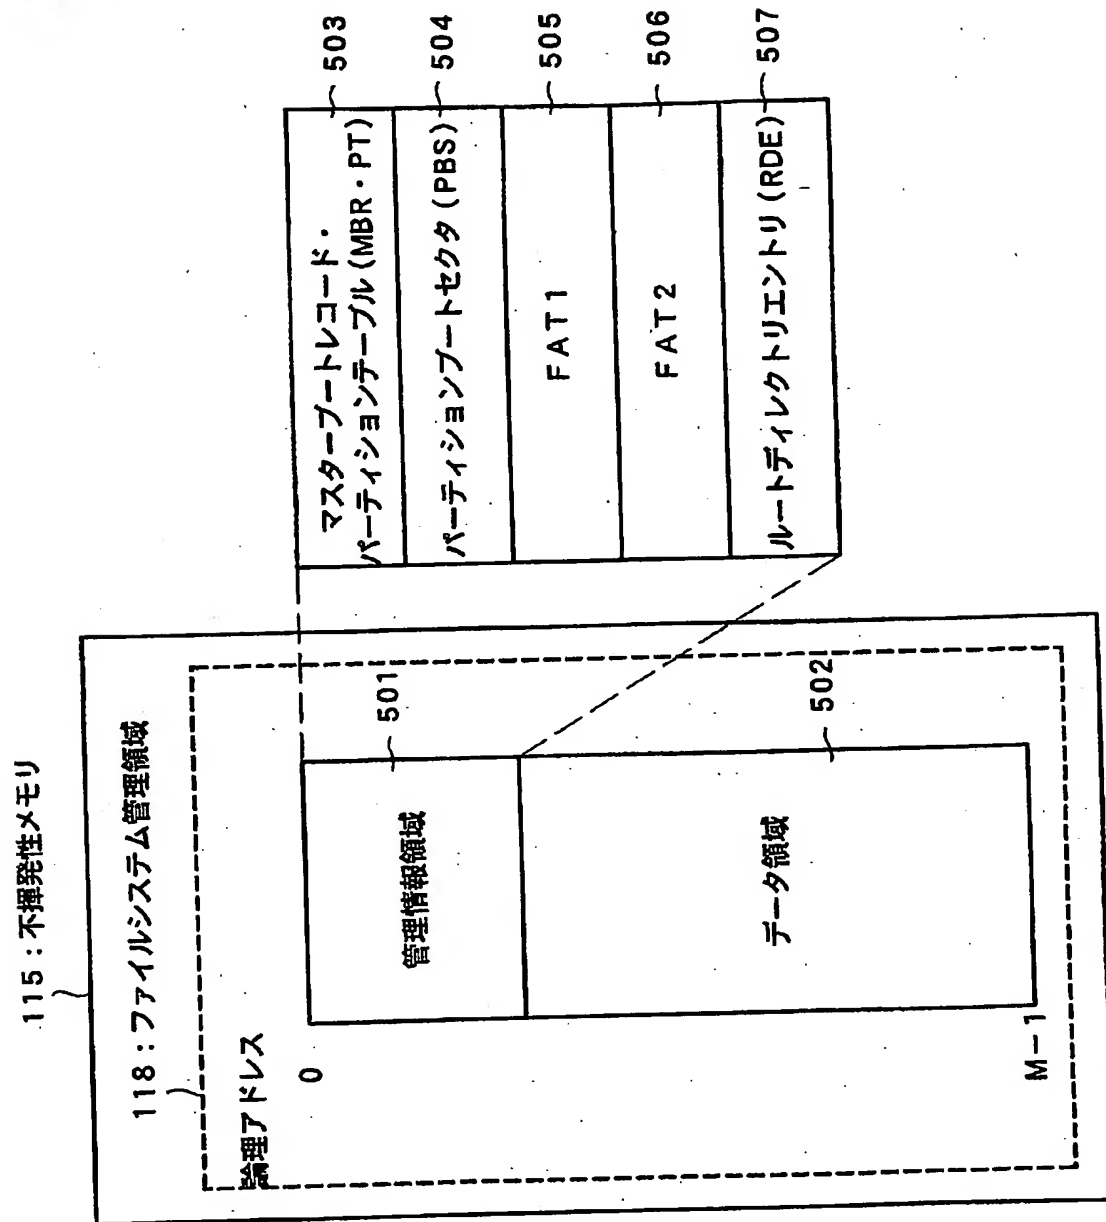 115:不揮発性メモリ
118:ファイルシステム管理領域
論理アドレス
0
M-1
管理情報領域
501
データ領域
502
マスターブートレコード・
パーティションテーブル(MBR・PT)
503
パーティションブートセクタ(PBS)
504
FAT1
505
FAT2
506
ルートディレクトリエントリ(RDE)
507